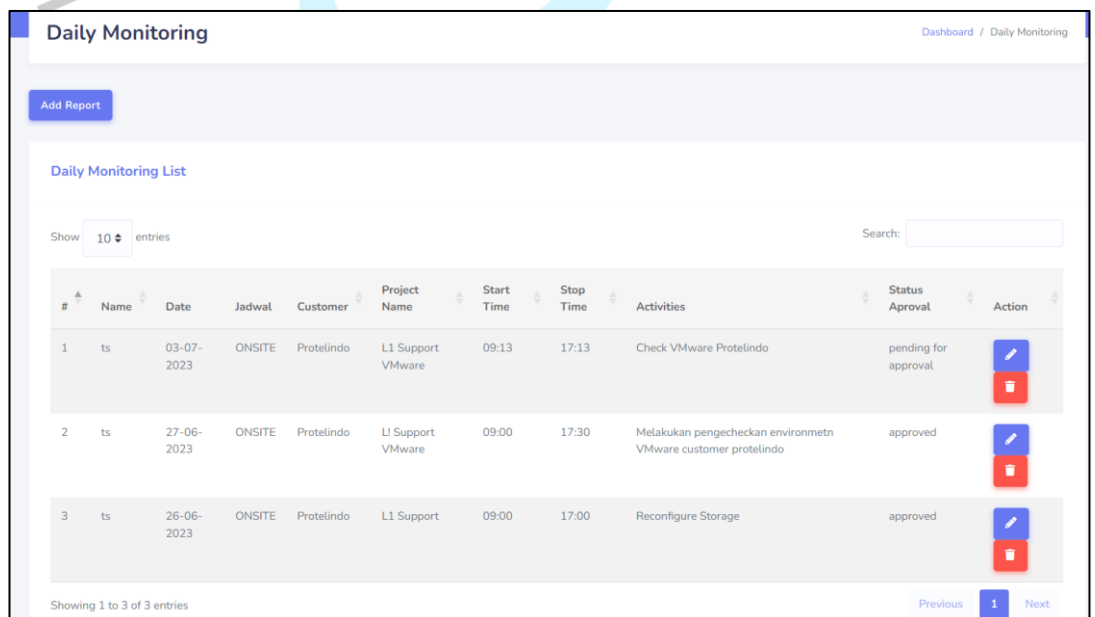 Daily Monitoring
Dashboard / Daily Monitoring
Add Report
Daily Monitoring List
Show 10 entries
Search:
# Name Date Jadwal Customer Project Name Start Time Stop Time Activities Status Aproval Action
1 ts 03-07-2023 ONSITE Protelindo L1 Support VMware 09:13 17:13 Check VMware Protelindo pending for approval
2 ts 27-06-2023 ONSITE Protelindo L! Support VMware 09:00 17:30 Melakukan pengecheckan environmetn VMware customer protelindo approved
3 ts 26-06-2023 ONSITE Protelindo L1 Support 09:00 17:00 Reconfigure Storage approved
Showing 1 to 3 of 3 entries
Previous 1 Next